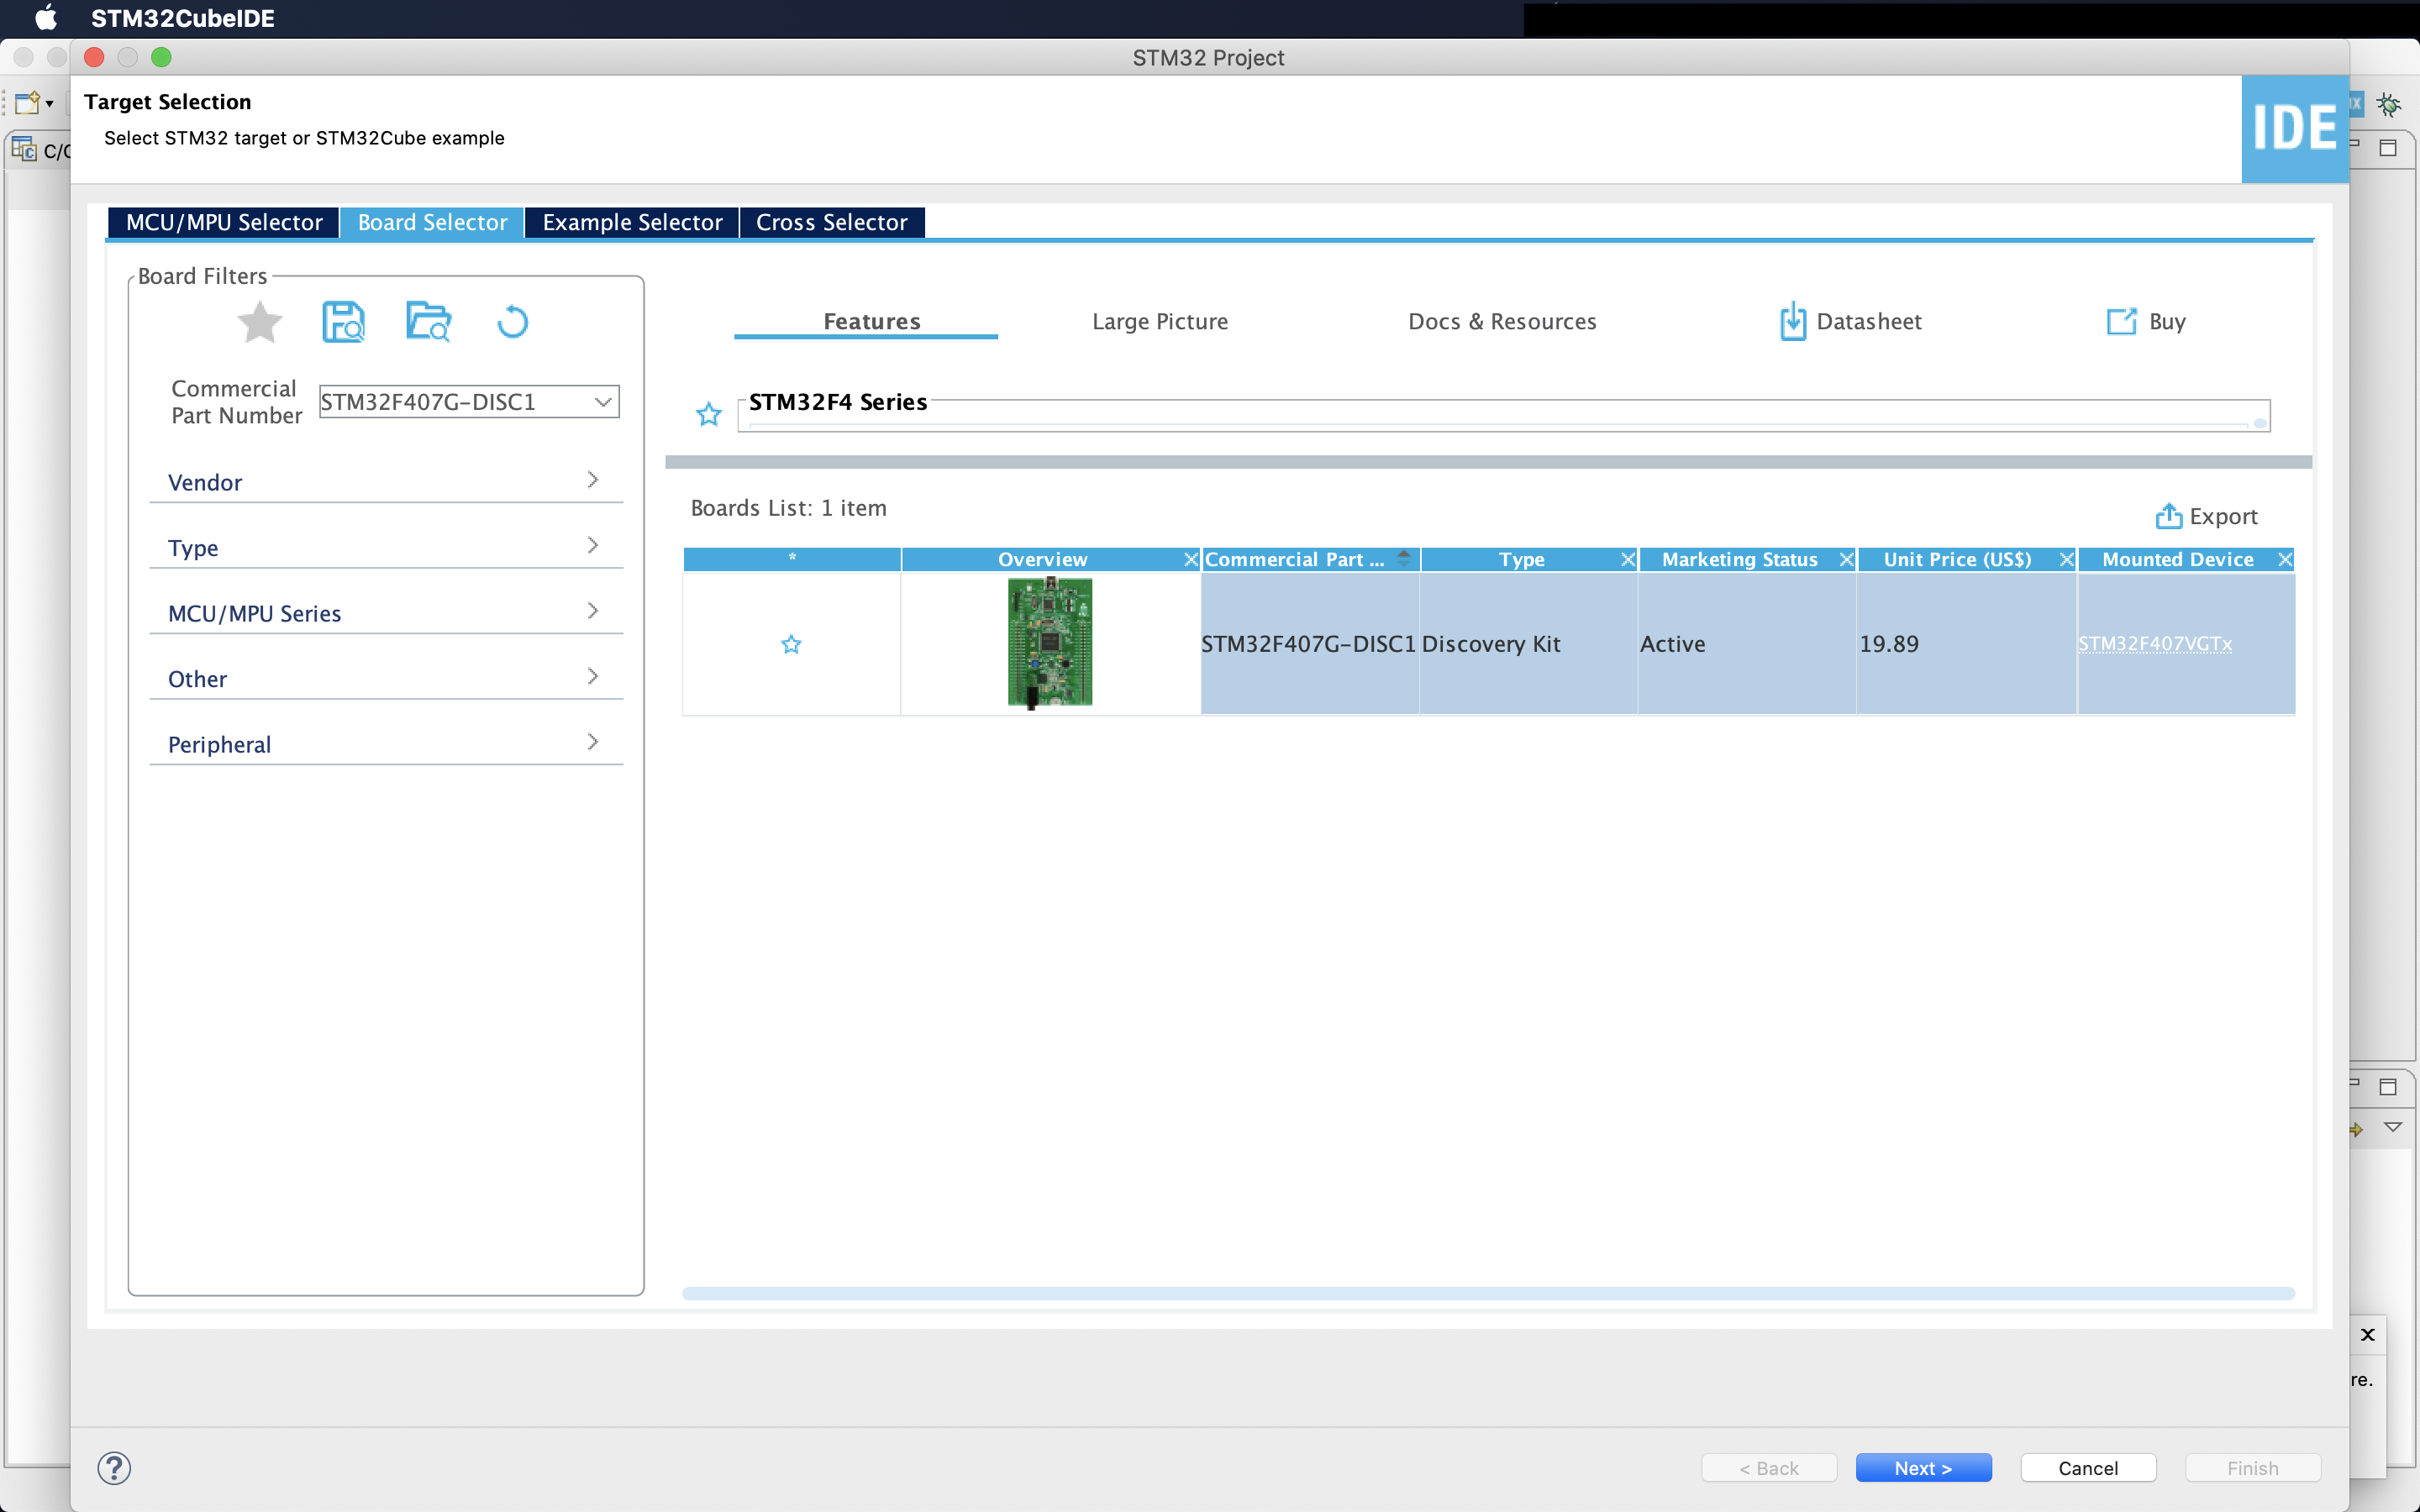 STM32CubeIDE
STM32 Project
Target Selection
Select STM32 target or STM32Cube example
IDE
C/C
MCU/MPU Selector
Board Selector
Example Selector
Cross Selector
Board Filters
Commercial
Part Number
STM32F407G-DISC1
Vendor
Type
MCU/MPU Series
Other
Peripheral
Features
Large Picture
Docs & Resources
Datasheet
Buy
STM32F4 Series
Boards List: 1 item
Export
* Overview Commercial Part ... Type Marketing Status Unit Price (US$) Mounted Device
STM32F407G-DISC1 Discovery Kit Active 19.89 STM32F407VGTx
x
re.
?
< Back
Next >
Cancel
Finish